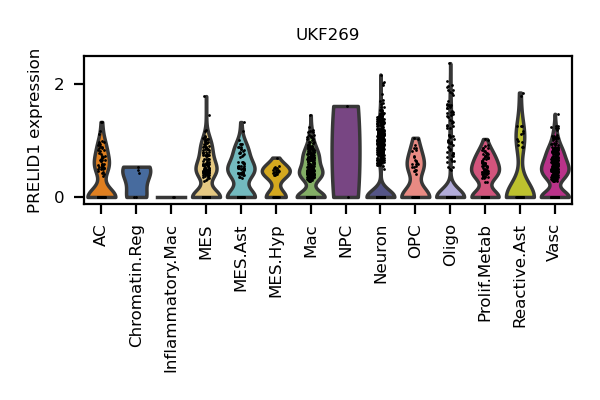 UKF269
PRELID1 expression
2
0
AC
Chromatin.Reg
Inflammatory.Mac
MES
MES.Ast
MES.Hyp
Mac
NPC
Neuron
OPC
Oligo
Prolif.Metab
Reactive.Ast
Vasc